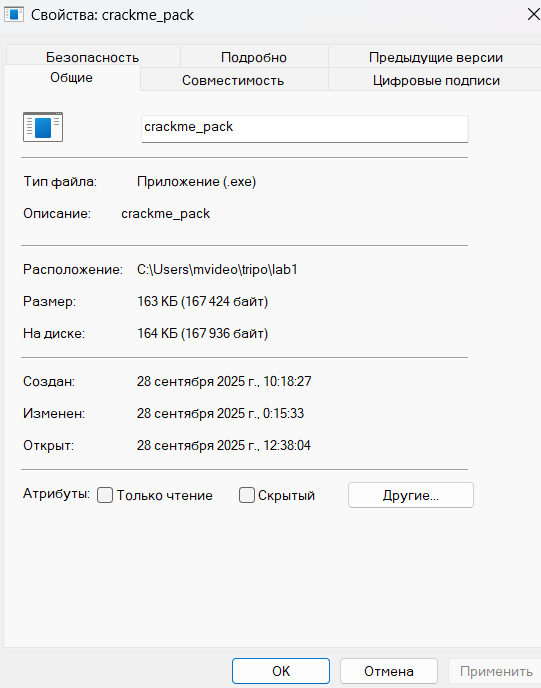 Свойства: crackme_pack
Безопасность Подробно Предыдущие версии
Общие Совместимость Цифровые подписи
crackme_pack
Тип файла: Приложение (.exe)
Описание: crackme_pack
Расположение: C:\Users\mvideo\tripo\lab1
Размер: 163 КБ (167 424 байт)
На диске: 164 КБ (167 936 байт)
Создан: 28 сентября 2025 г., 10:18:27
Изменен: 28 сентября 2025 г., 0:15:33
Открыт: 28 сентября 2025 г., 12:38:04
Атрибуты: Только чтение Скрытый Другие...
ОК Отмена Применить